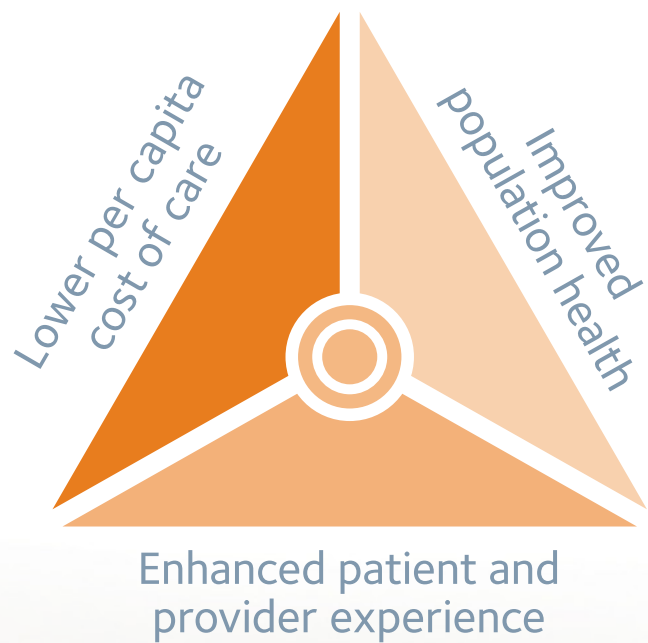 Lower per capita
cost of care
Improved
population health
Enhanced patient and
provider experience